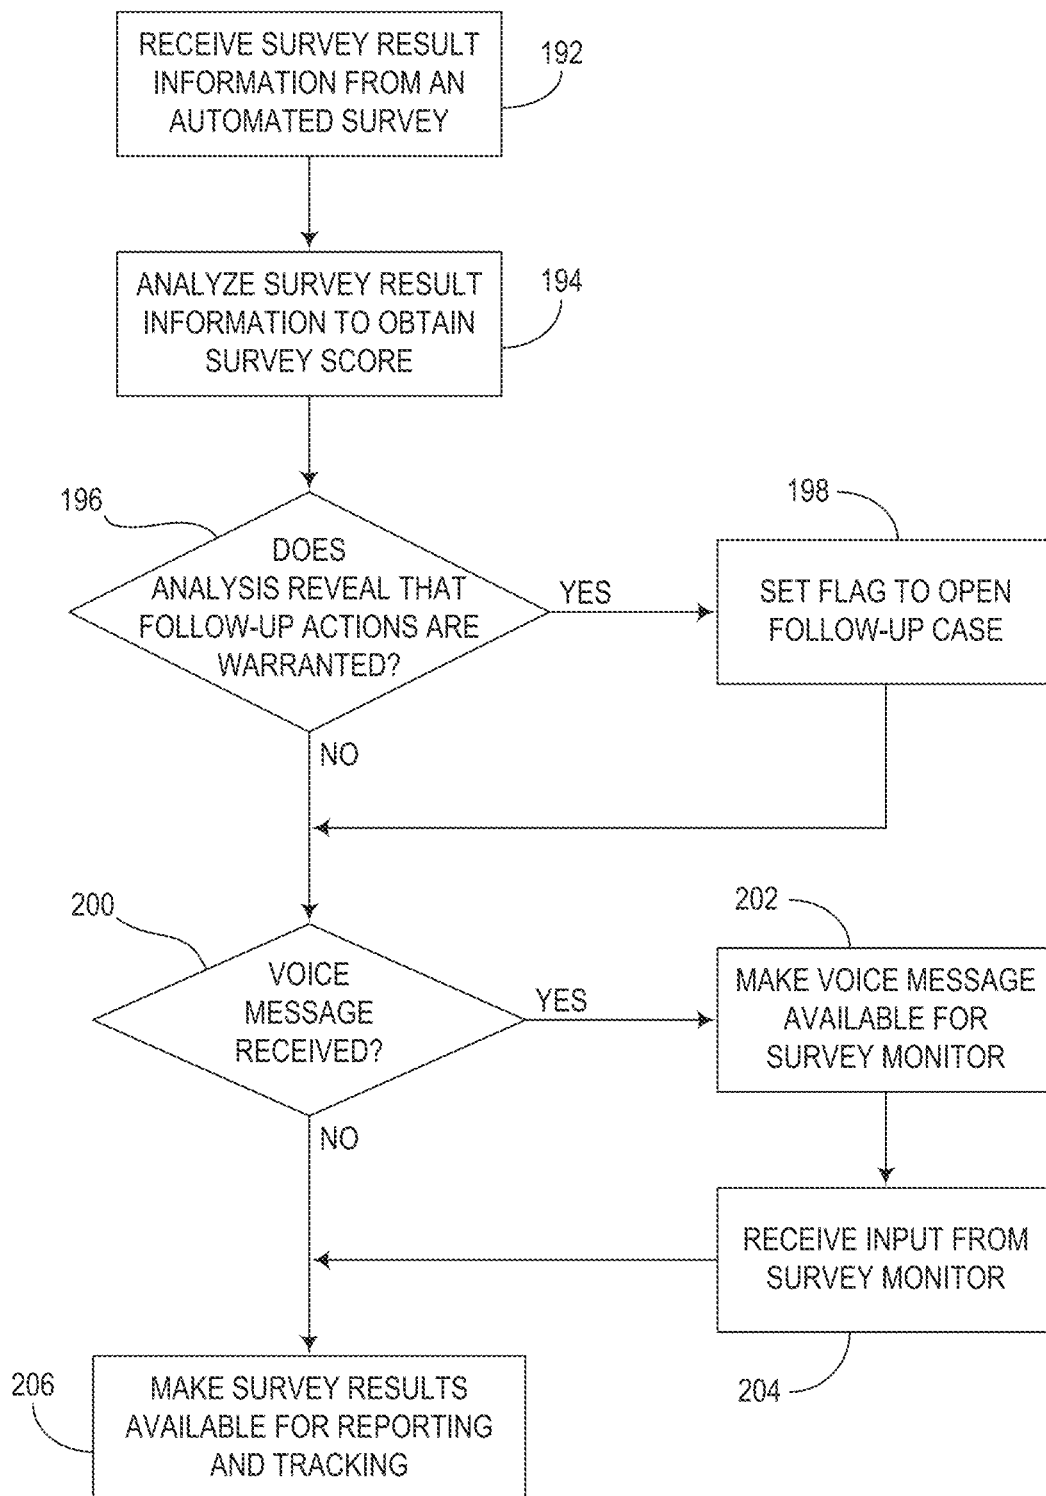 RECEIVE SURVEY RESULT
INFORMATION FROM AN
AUTOMATED SURVEY
192
ANALYZE SURVEY RESULT
INFORMATION TO OBTAIN
SURVEY SCORE
194
196
DOES
ANALYSIS REVEAL THAT
FOLLOW-UP ACTIONS ARE
WARRANTED?
YES
198
SET FLAG TO OPEN
FOLLOW-UP CASE
NO
200
VOICE
MESSAGE
RECEIVED?
YES
202
MAKE VOICE MESSAGE
AVAILABLE FOR
SURVEY MONITOR
NO
RECEIVE INPUT FROM
SURVEY MONITOR
204
206
MAKE SURVEY RESULTS
AVAILABLE FOR REPORTING
AND TRACKING